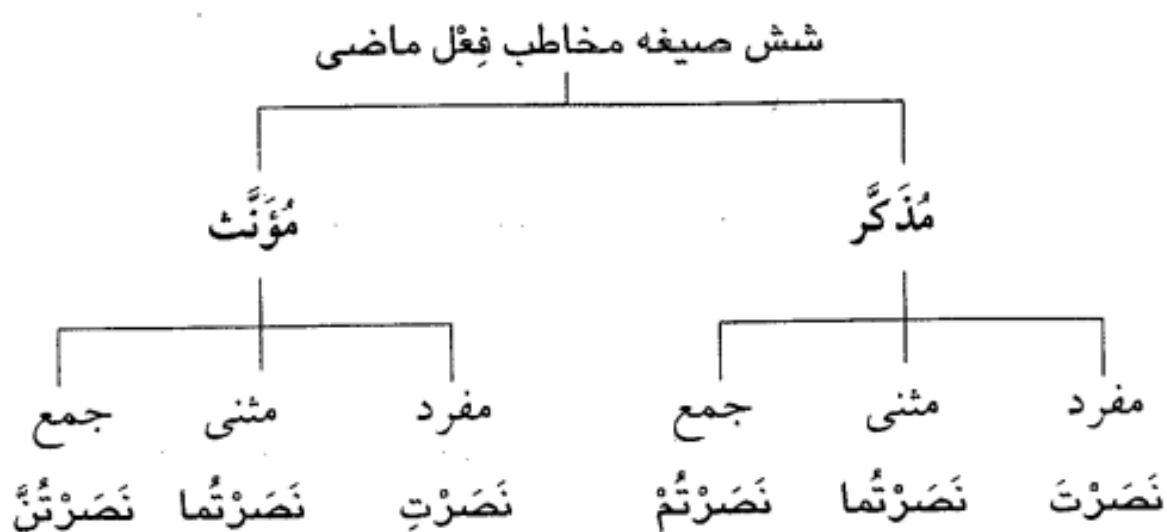 شش صیغه مخاطب فِعْل ماضی
مُذَكَّر مُؤَنَّث
مفرد مثنی جمع مفرد مثنی جمع
نَصَرْتَ نَصَرْتُما نَصَرْتُمْ نَصَرْتِ نَصَرْتُما نَصَرْتُنَّ